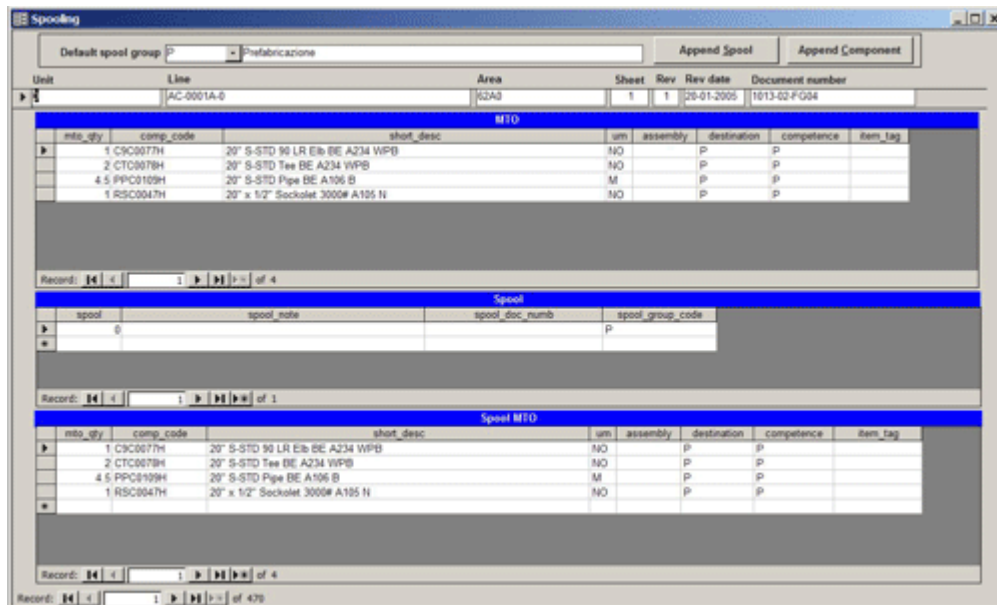 Spooling
Default spool group P Prefabricazione Append Spool Append Component
Unit Line Area Sheet Rev Rev date Document number
AC-0001A-0 62A0 1 1 20-01-2005 1013-02-FG04
MTO
mto_qty comp_code short_desc um assembly destination competence item_tag
1 C9C0077H 20" S-STD 90 LR Elb BE A234 WPB NO P P
2 CTC0078H 20" S-STD Tee BE A234 WPB NO P P
4.5 PPC0109H 20" S-STD Pipe BE A106 B M P P
1 RSC0047H 20" x 1/2" Sockolet 3000# A105 N NO P P
Record: 1 of 4
Spool
spool spool_note spool_doc_numb spool_group_code
0 P
Record: 1 of 1
Spool MTO
mto_qty comp_code short_desc um assembly destination competence item_tag
1 C9C0077H 20" S-STD 90 LR Elb BE A234 WPB NO P P
2 CTC0078H 20" S-STD Tee BE A234 WPB NO P P
4.5 PPC0109H 20" S-STD Pipe BE A106 B M P P
1 RSC0047H 20" x 1/2" Sockolet 3000# A105 N NO P P
Record: 1 of 4
Record: 1 of 470